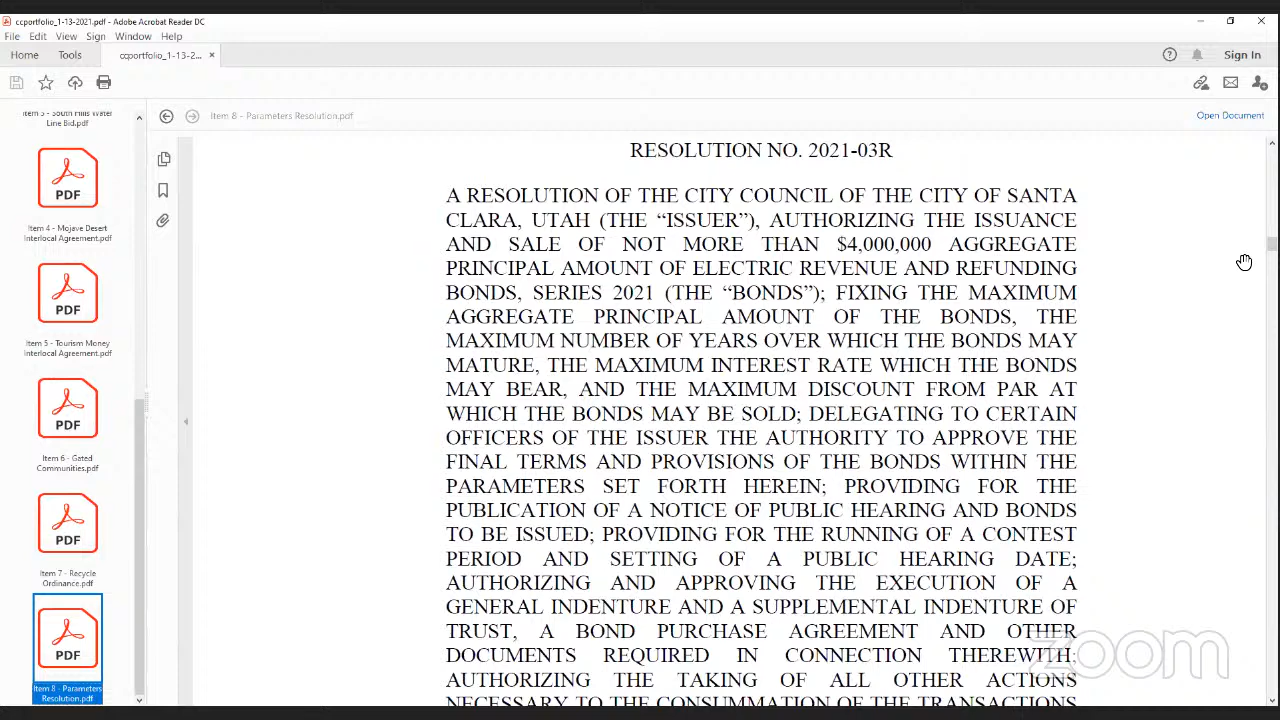 ccportfolio_1-13-2021.pdf - Adobe Acrobat Reader DC
File Edit View Sign Window Help
Home Tools ccportfolio_1-13-2... × Sign In
Item 8 - Parameters Resolution.pdf Open Document
Item 3 - South Hills Water
Line Bid.pdf
PDF
Item 4 - Mojave Desert
Interlocal Agreement.pdf
PDF
Item 5 - Tourism Money
Interlocal Agreement.pdf
PDF
Item 6 - Gated
Communities.pdf
PDF
Item 7 - Recycle
Ordinance.pdf
PDF
Item 8 - Parameters
Resolution.pdf
RESOLUTION NO. 2021-03R
A RESOLUTION OF THE CITY COUNCIL OF THE CITY OF SANTA
CLARA, UTAH (THE “ISSUER”), AUTHORIZING THE ISSUANCE
AND SALE OF NOT MORE THAN $4,000,000 AGGREGATE
PRINCIPAL AMOUNT OF ELECTRIC REVENUE AND REFUNDING
BONDS, SERIES 2021 (THE “BONDS”); FIXING THE MAXIMUM
AGGREGATE PRINCIPAL AMOUNT OF THE BONDS, THE
MAXIMUM NUMBER OF YEARS OVER WHICH THE BONDS MAY
MATURE, THE MAXIMUM INTEREST RATE WHICH THE BONDS
MAY BEAR, AND THE MAXIMUM DISCOUNT FROM PAR AT
WHICH THE BONDS MAY BE SOLD; DELEGATING TO CERTAIN
OFFICERS OF THE ISSUER THE AUTHORITY TO APPROVE THE
FINAL TERMS AND PROVISIONS OF THE BONDS WITHIN THE
PARAMETERS SET FORTH HEREIN; PROVIDING FOR THE
PUBLICATION OF A NOTICE OF PUBLIC HEARING AND BONDS
TO BE ISSUED; PROVIDING FOR THE RUNNING OF A CONTEST
PERIOD AND SETTING OF A PUBLIC HEARING DATE;
AUTHORIZING AND APPROVING THE EXECUTION OF A
GENERAL INDENTURE AND A SUPPLEMENTAL INDENTURE OF
TRUST, A BOND PURCHASE AGREEMENT AND OTHER
DOCUMENTS REQUIRED IN CONNECTION THEREWITH;
AUTHORIZING THE TAKING OF ALL OTHER ACTIONS
NECESSARY TO THE CONSUMMATION OF THE TRANSACTIONS
zoom